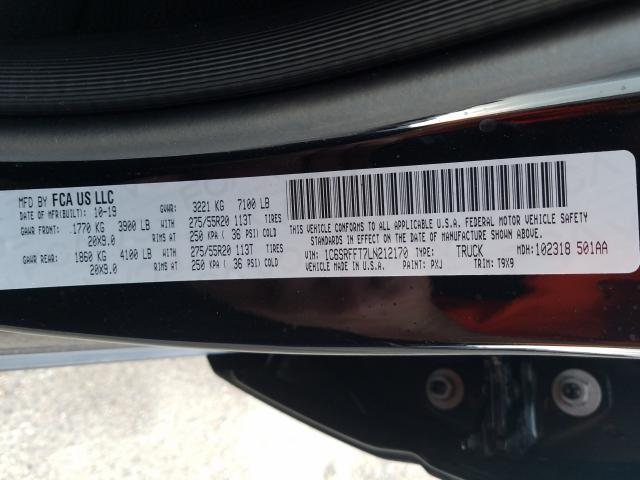 MFD BY FCA US LLC
DATE OF MFR(BUILT): 10-19 GVWR: 3221 KG 7100 LB
GAWR FRONT: 1770 KG 3900 LB WITH 275/55R20 113T TIRES
20X9.0 RIMS AT 250 KPA ( 36 PSI) COLD
GAWR REAR: 1860 KG 4100 LB WITH 275/55R20 113T TIRES
20X9.0 RIMS AT 250 KPA ( 36 PSI) COLD
THIS VEHICLE CONFORMS TO ALL APPLICABLE U.S.A. FEDERAL MOTOR VEHICLE SAFETY
STANDARDS IN EFFECT ON THE DATE OF MANUFACTURE SHOWN ABOVE.
VIN: 1C6SRFFT7LN212170 TYPE: TRUCK MDH:102318 501AA
MADE IN U.S.A. PAINT: PXJ TRIM: T9X9